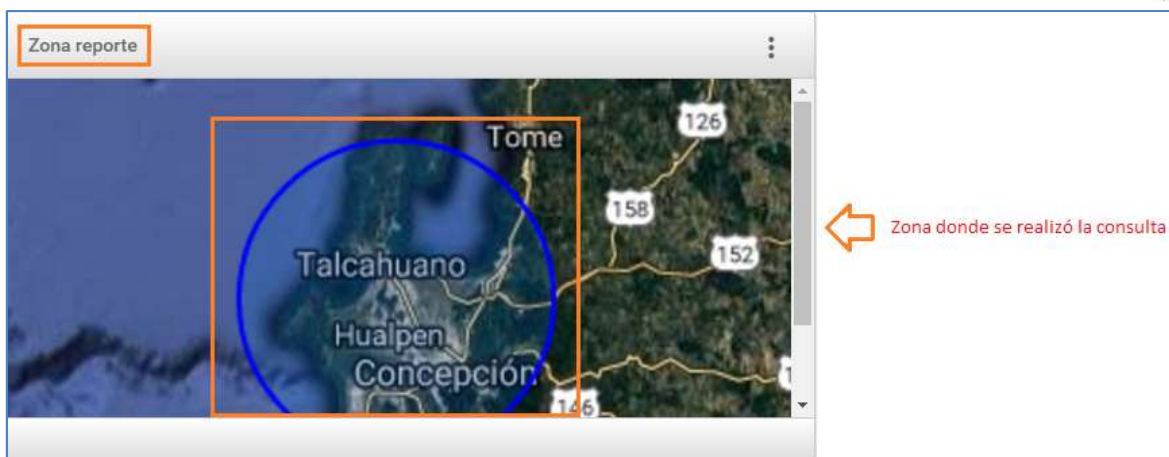 Zona reporte
Tome
126
158
Zona donde se realizó la consulta
152
Talcahuano
Hualpen
Concepción
146